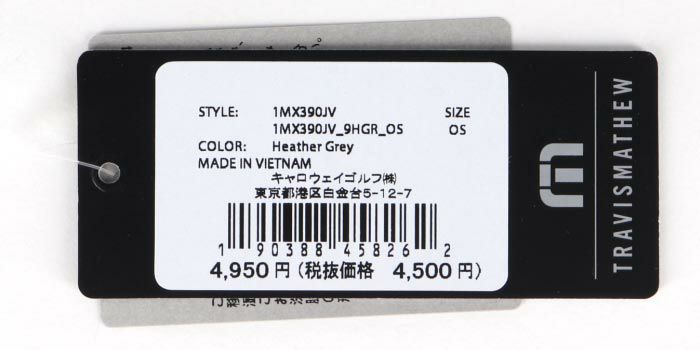 STYLE: 1MX390JV SIZE
1MX390JV_9HGR_OS OS
COLOR: Heather Grey
MADE IN VIETNAM
キャロウェイゴルフ㈱
東京都港区白金台5-12-7
1 90388 45826 2
4,950円（税抜価格 4,500円）
TRAVISMATHEW